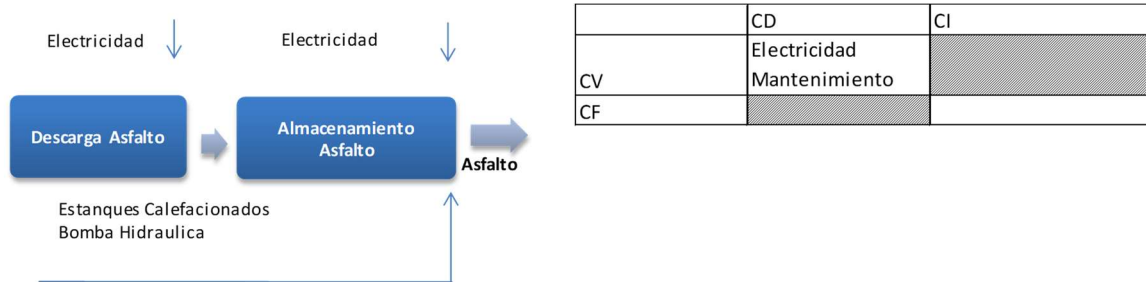 Electricidad
Electricidad
Descarga Asfalto
Almacenamiento
Asfalto
Asfalto
Estanques Calefacionados
Bomba Hidraulica
CD
CI
Electricidad
CV
Mantenimiento
CF